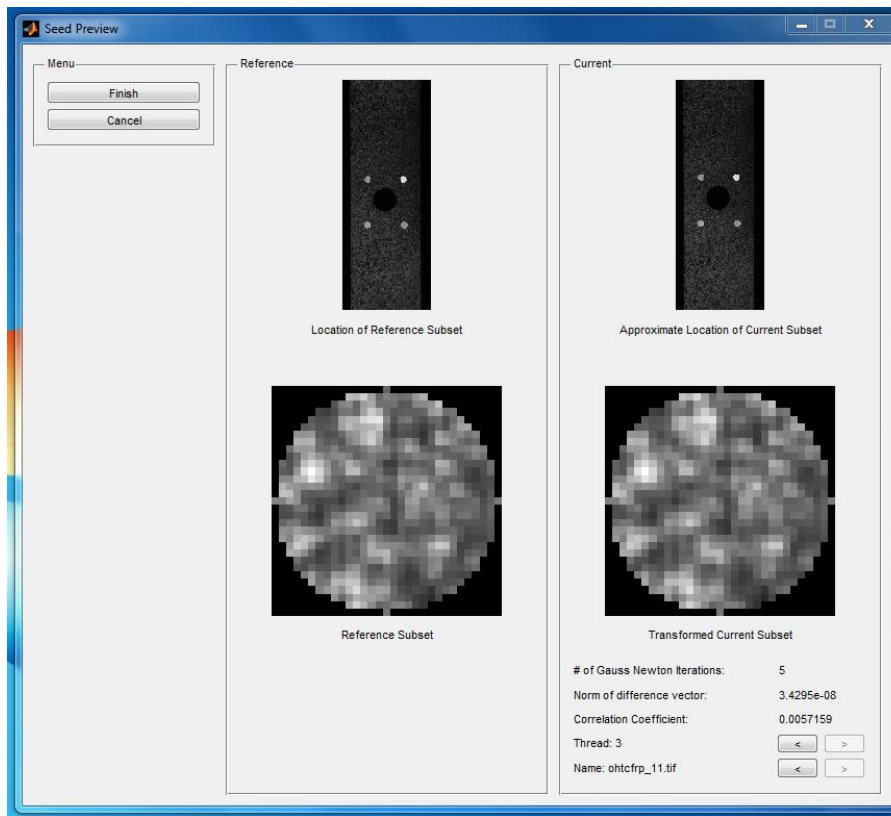 Seed Preview
Menu
Finish
Cancel
Reference
Location of Reference Subset
Reference Subset
Current
Approximate Location of Current Subset
Transformed Current Subset
# of Gauss Newton Iterations: 5
Norm of difference vector: 3.4295e-08
Correlation Coefficient: 0.0057159
Thread: 3 < >
Name: ohtcfrp_11.tif < >